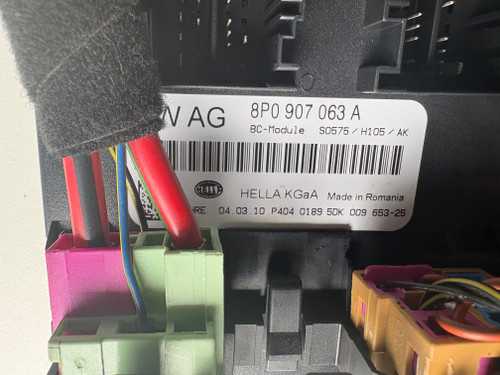 W AG 8P0 907 063 A
BC-Module S0575 / H105 / AK
HELLA
HELLA KGaA Made in Romania
04.03.10 P404 0189 5DK 009 653-25